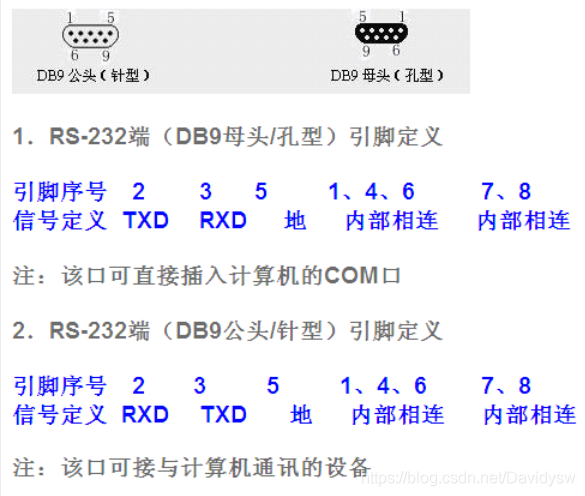 1 5
6 9
DB9 公头（针型）
5 1
9 6
DB9 母头（孔型）
1．RS-232端（DB9母头/孔型）引脚定义
引脚序号 2 3 5 1、4、6 7、8
信号定义 TXD RXD 地 内部相连 内部相连
注：该口可直接插入计算机的COM口
2．RS-232端（DB9公头/针型）引脚定义
引脚序号 2 3 5 1、4、6 7、8
信号定义 RXD TXD 地 内部相连 内部相连
注：该口可接与计算机通讯的设备
https://blog.csdn.net/Davidysw